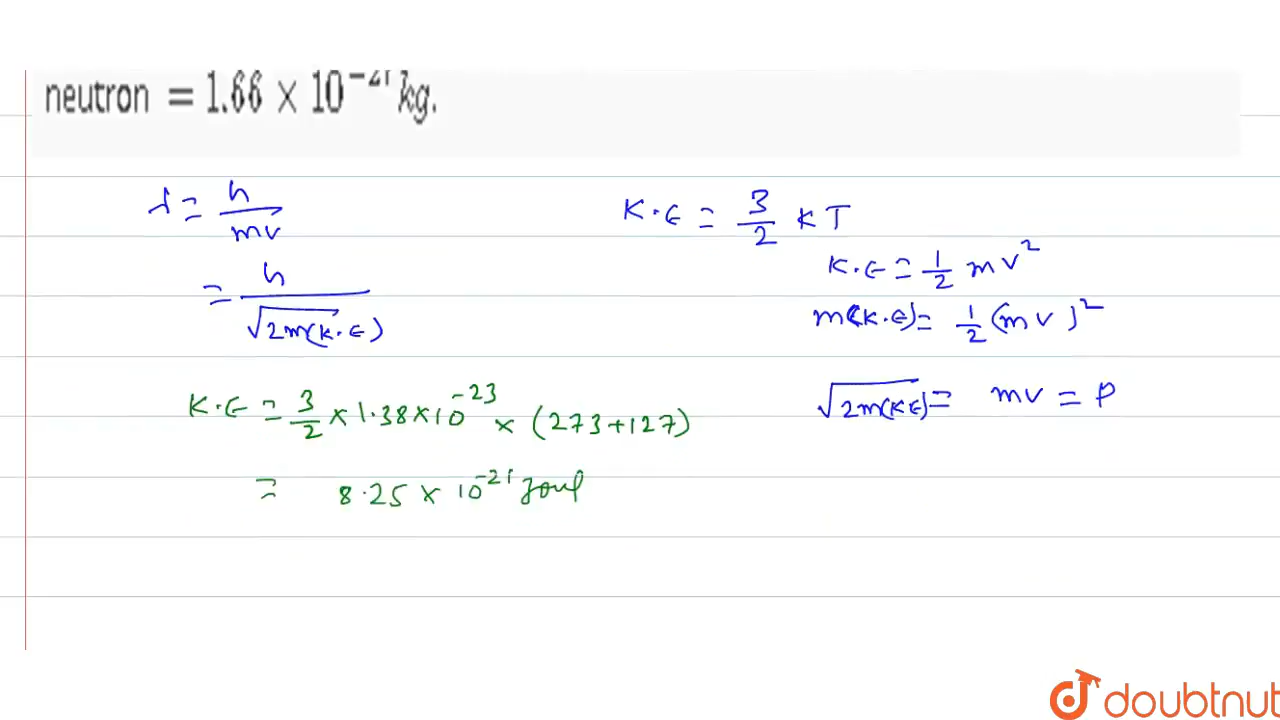 neutron = 1.66 × 10⁻²⁷ kg.
λ = h/mv
K.E = 3/2 KT
K.E = 1/2 mv²
= h/√2m(K.E)
m(K.E) = 1/2 (mv)²
√2m(KE) = mv = P
K.E = 3/2 × 1.38 × 10⁻²³ × (273+127)
= 8.25 × 10⁻²¹ Joul
doubtnut